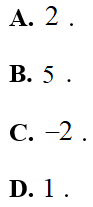 A. 2 .
B. 5 .
C. –2 .
D. 1 .